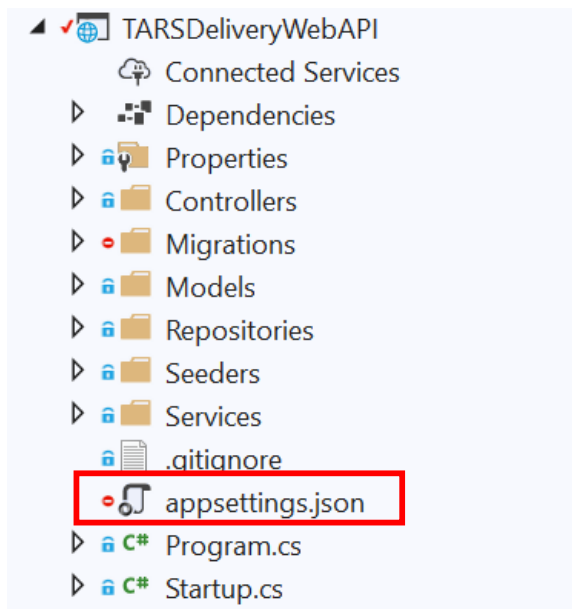 TARSDeliveryWebAPI
Connected Services
Dependencies
Properties
Controllers
Migrations
Models
Repositories
Seeders
Services
.gitignore
appsettings.json
C# Program.cs
C# Startup.cs